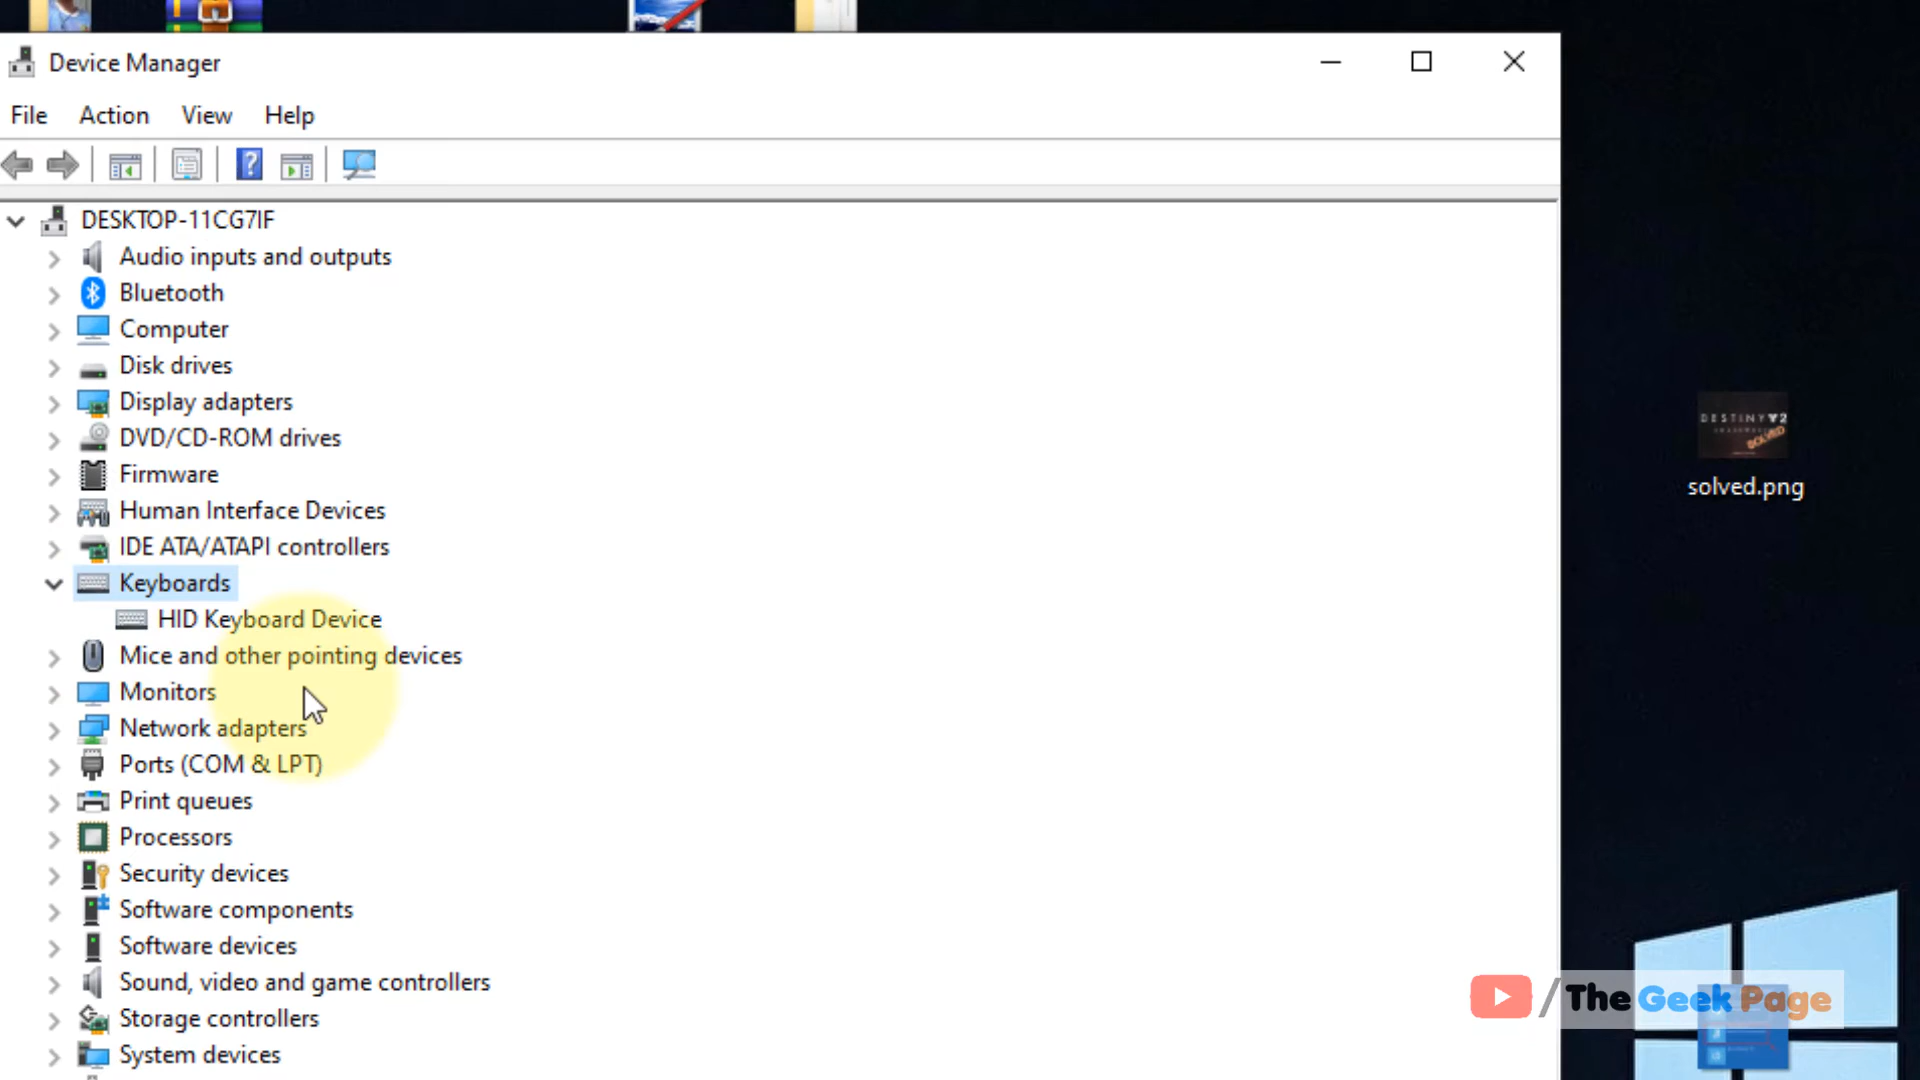 Device Manager
File Action View Help
DESKTOP-11CG7IF
Audio inputs and outputs
Bluetooth
Computer
Disk drives
Display adapters
DVD/CD-ROM drives
Firmware
Human Interface Devices
IDE ATA/ATAPI controllers
Keyboards
HID Keyboard Device
Mice and other pointing devices
Monitors
Network adapters
Ports (COM & LPT)
Print queues
Processors
Security devices
Software components
Software devices
Sound, video and game controllers
Storage controllers
System devices
DESTINY 2
SOLVED
solved.png
/The Geek Page